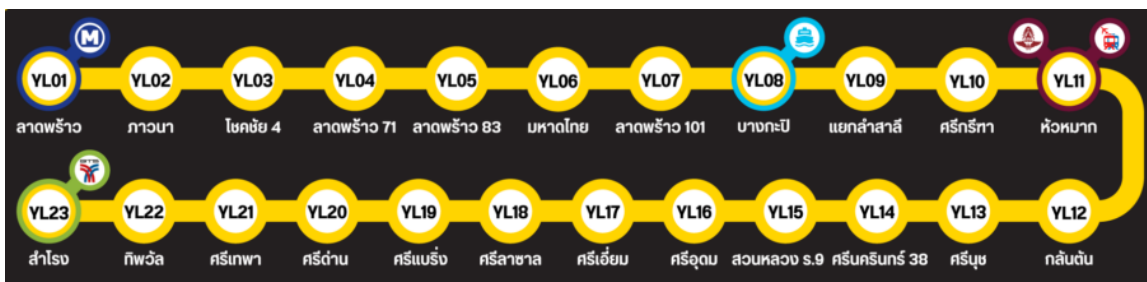 M
YL01 YL02 YL03 YL04 YL05 YL06 YL07 YL08 YL09 YL10 YL11
ลาดพร้าว ภาวนา โชคชัย 4 ลาดพร้าว 71 ลาดพร้าว 83 มหาดไทย ลาดพร้าว 101 บางกะปิ แยกลำสาลี ศรีกรีฑา หัวหมาก
BTS
YL23 YL22 YL21 YL20 YL19 YL18 YL17 YL16 YL15 YL14 YL13 YL12
สำโรง ทิพวัล ศรีเทพา ศรีด่าน ศรีแบริ่ง ศรีลาซาล ศรีเอี่ยม ศรีอุดม สวนหลวง ร.9 ศรีนครินทร์ 38 ศรีนุช กลันตัน